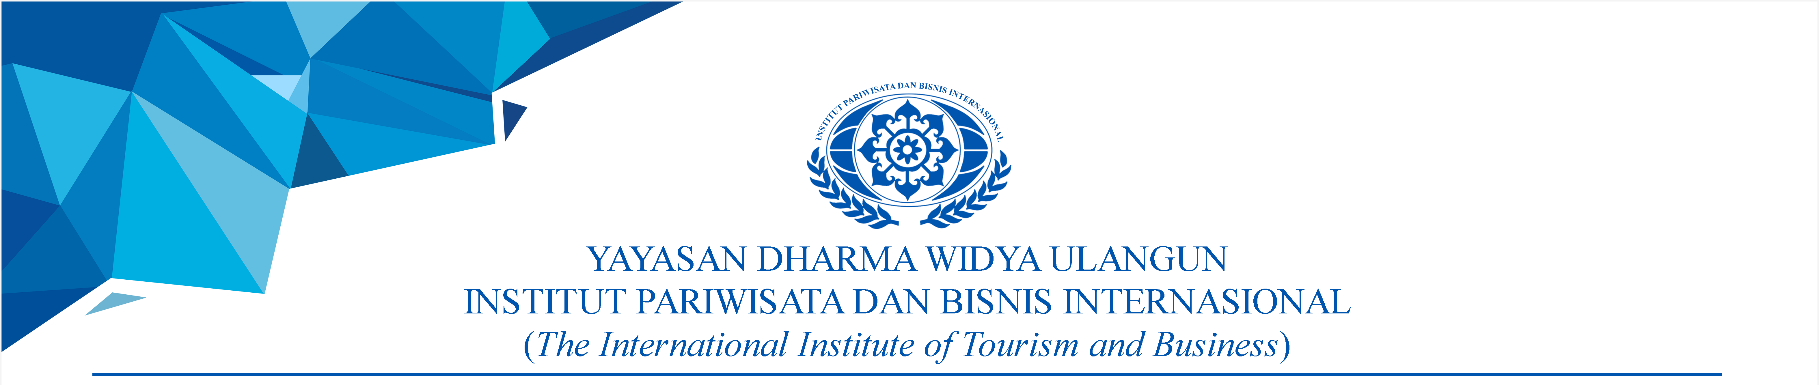 INSTITUT PARIWISATA DAN BISNIS INTERNASIONAL
YAYASAN DHARMA WIDYA ULANGUN
INSTITUT PARIWISATA DAN BISNIS INTERNASIONAL
(The International Institute of Tourism and Business)